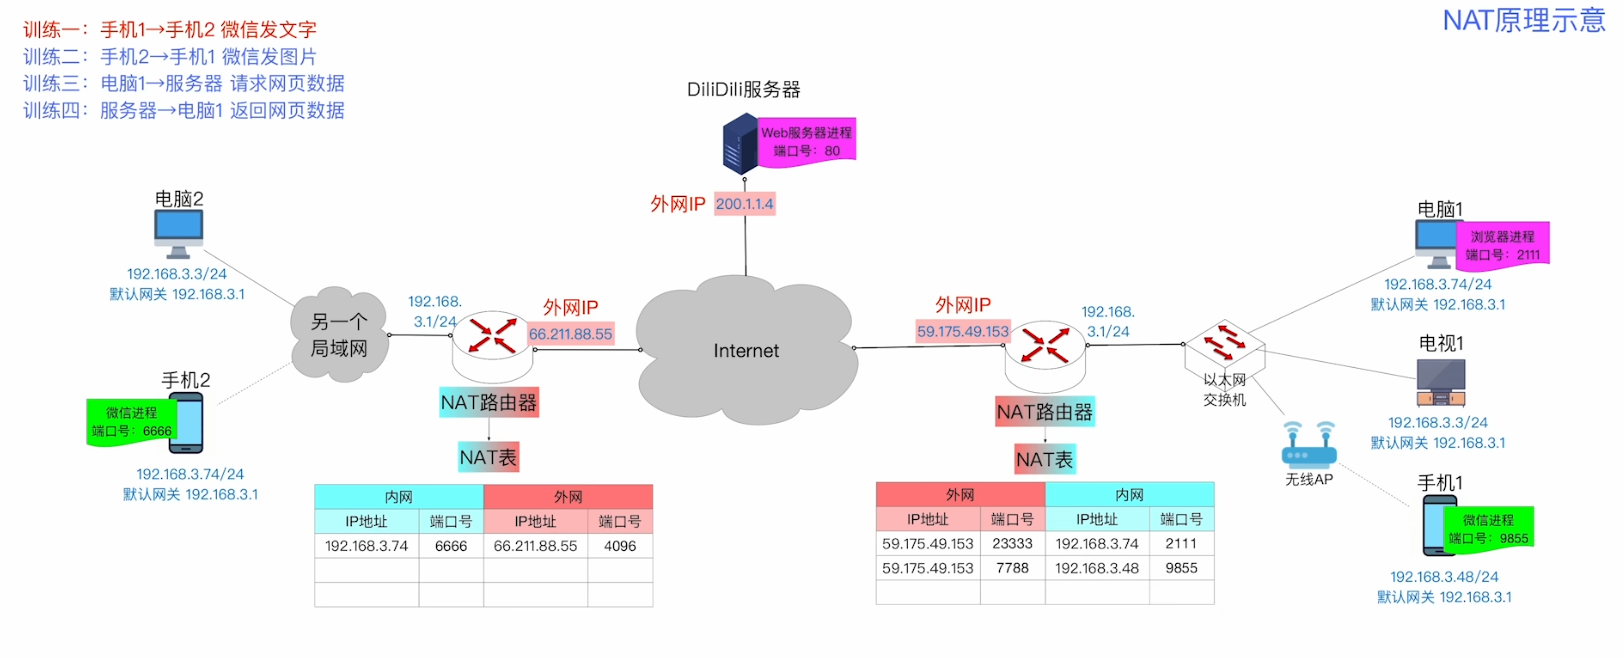 NAT原理示意
训练一：手机1→手机2 微信发文字
训练二：手机2→手机1 微信发图片
训练三：电脑1→服务器 请求网页数据
训练四：服务器→电脑1 返回网页数据
DiliDili服务器
Web服务器进程
端口号：80
外网IP 200.1.1.4
电脑2
192.168.3.3/24
默认网关 192.168.3.1
另一个
局域网
手机2
微信进程
端口号：6666
192.168.3.74/24
默认网关 192.168.3.1
192.168.
3.1/24
外网IP
66.211.88.55
NAT路由器
NAT表
内网 外网
IP地址 端口号 IP地址 端口号
192.168.3.74 6666 66.211.88.55 4096
Internet
外网IP
59.175.49.153
192.168.
3.1/24
NAT路由器
NAT表
外网 内网
IP地址 端口号 IP地址 端口号
59.175.49.153 23333 192.168.3.74 2111
59.175.49.153 7788 192.168.3.48 9855
以太网
交换机
无线AP
电脑1
浏览器进程
端口号：2111
192.168.3.74/24
默认网关 192.168.3.1
电视1
192.168.3.3/24
默认网关 192.168.3.1
手机1
微信进程
端口号：9855
192.168.3.48/24
默认网关 192.168.3.1